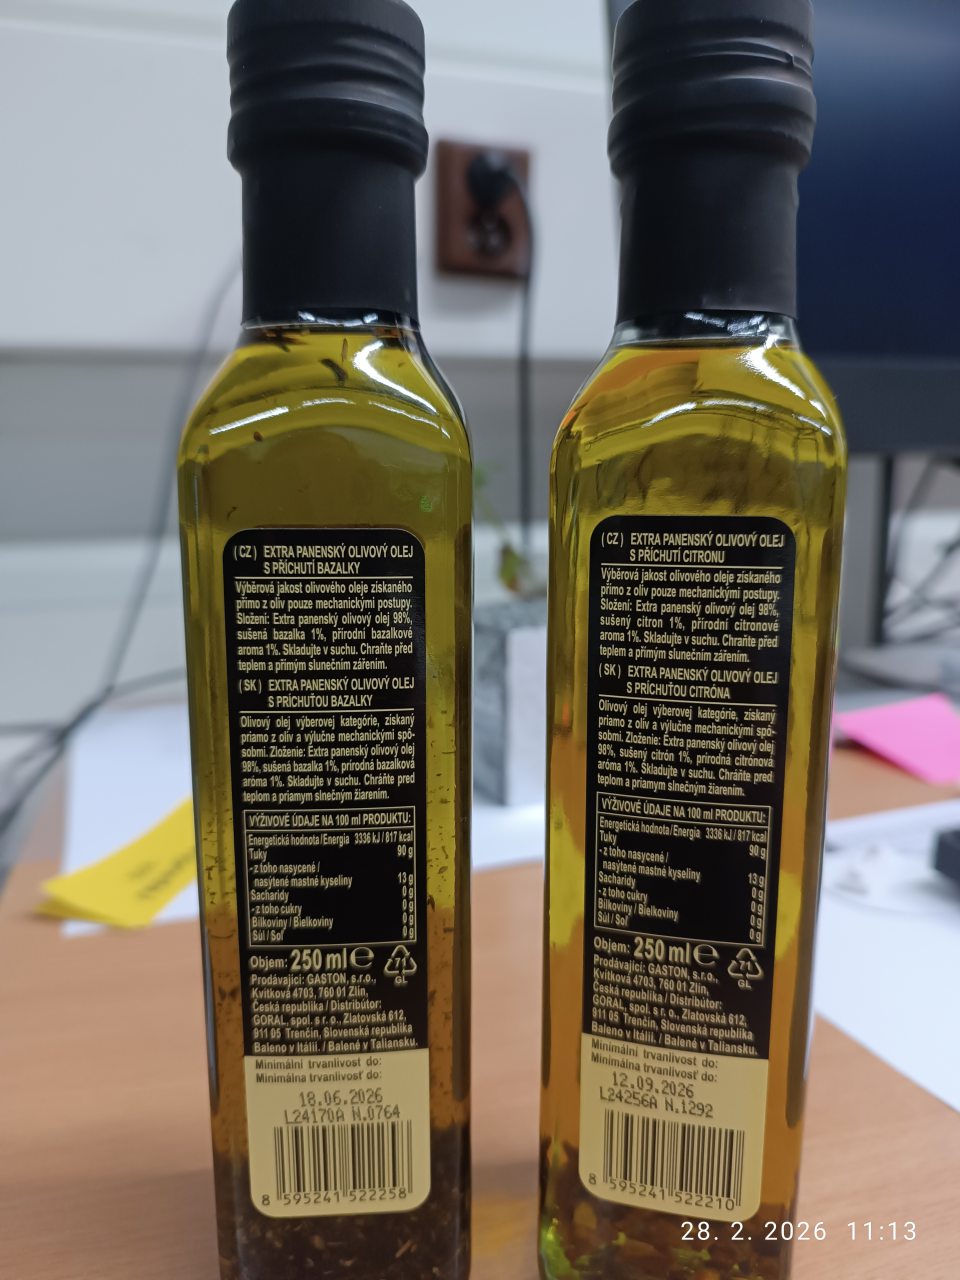 (CZ) EXTRA PANENSKÝ OLIVOVÝ OLEJ
S PŘÍCHUTÍ BAZALKY
Výběrová jakost olivového oleje získaného
přímo z oliv pouze mechanickými postupy.
Složení: Extra panenský olivový olej 98%,
sušená bazalka 1%, přírodní bazalkové
aroma 1%. Skladujte v suchu. Chraňte před
teplem a přímým slunečním zářením.
(SK) EXTRA PANENSKÝ OLIVOVÝ OLEJ
S PRÍCHUŤOU BAZALKY
Olivový olej výberovej kategórie, získaný
priamo z olív a výlučne mechanickými spô-
sobmi. Zloženie: Extra panenský olivový olej
98%, sušená bazalka 1%, prírodná bazalková
aróma 1%. Skladujte v suchu. Chráňte pred
teplom a priamym slnečným žiarením.
VÝŽIVOVÉ ÚDAJE NA 100 ml PRODUKTU:
Energetická hodnota/Energia 3336 kJ / 817 kcal
Tuky 90 g
- z toho nasycené /
nasýtené mastné kyseliny 13 g
Sacharidy 0 g
- z toho cukry 0 g
Bílkoviny / Bielkoviny 0 g
Sůl / Soľ 0 g
Objem: 250 ml e
71
GL
Prodávající: GASTON, s.r.o.,
Kvítková 4703, 760 01 Zlín,
Česká republika / Distribútor:
GORAL, spol. s r. o., Zlatovská 612,
911 05 Trenčín, Slovenská republika
Baleno v Itálii. / Balené v Taliansku.
Minimální trvanlivost do:
Minimálna trvanlivosť do:
18.06.2026
L24170A N.0764
8 595241 522258
(CZ) EXTRA PANENSKÝ OLIVOVÝ OLEJ
S PŘÍCHUTÍ CITRONU
Výběrová jakost olivového oleje získaného
přímo z oliv pouze mechanickými postupy.
Složení: Extra panenský olivový olej 98%,
sušený citron 1%, přírodní citronové
aroma 1%. Skladujte v suchu. Chraňte před
teplem a přímým slunečním zářením.
(SK) EXTRA PANENSKÝ OLIVOVÝ OLEJ
S PRÍCHUŤOU CITRÓNA
Olivový olej výberovej kategórie, získaný
priamo z olív a výlučne mechanickými spô-
sobmi. Zloženie: Extra panenský olivový olej
98%, sušený citrón 1%, prírodná citrónová
aróma 1%. Skladujte v suchu. Chráňte pred
teplom a priamym slnečným žiarením.
VÝŽIVOVÉ ÚDAJE NA 100 ml PRODUKTU:
Energetická hodnota/Energia 3336 kJ / 817 kcal
Tuky 90 g
- z toho nasycené /
nasýtené mastné kyseliny 13 g
Sacharidy 0 g
- z toho cukry 0 g
Bílkoviny / Bielkoviny 0 g
Sůl / Soľ 0 g
Objem: 250 ml e
71
GL
Prodávající: GASTON, s.r.o.,
Kvítková 4703, 760 01 Zlín,
Česká republika / Distribútor:
GORAL, spol. s r. o., Zlatovská 612,
911 05 Trenčín, Slovenská republika
Baleno v Itálii. / Balené v Taliansku.
Minimální trvanlivost do:
Minimálna trvanlivosť do:
12.09.2026
L24256A N.1292
8 595241 522210
28. 2. 2026 11:13